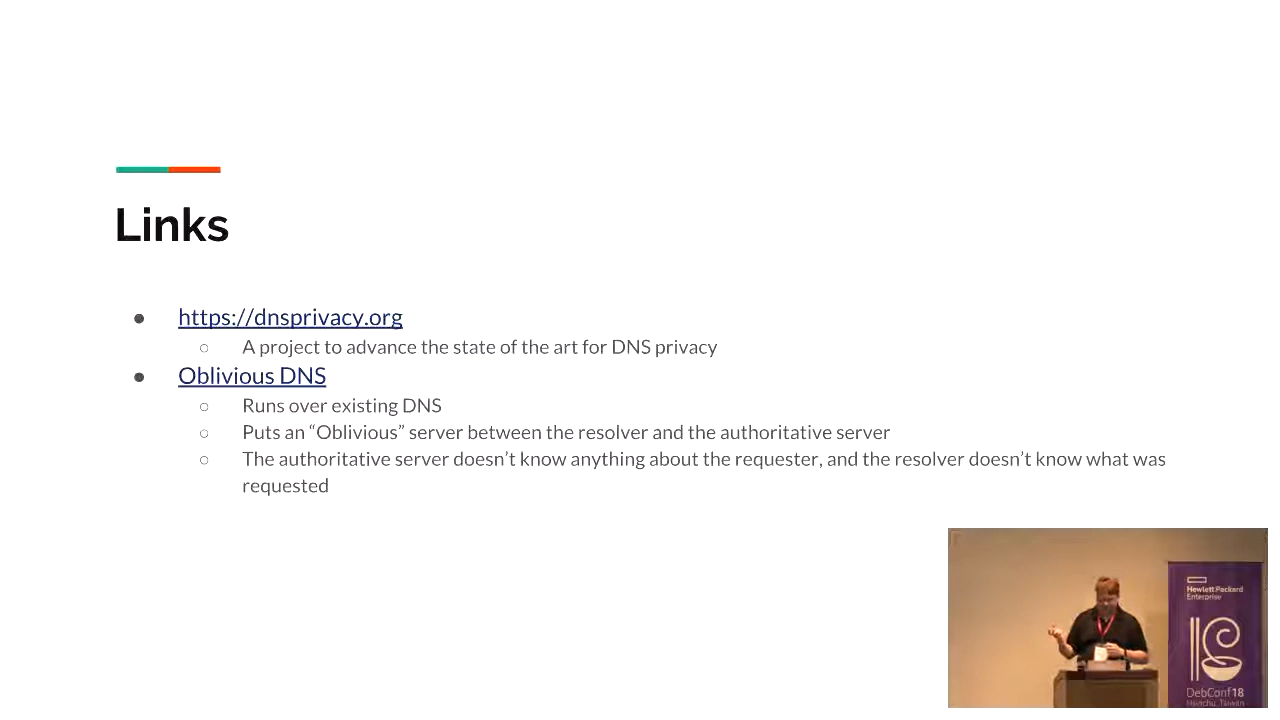 Links
● https://dnsprivacy.org
○ A project to advance the state of the art for DNS privacy
● Oblivious DNS
○ Runs over existing DNS
○ Puts an “Oblivious” server between the resolver and the authoritative server
○ The authoritative server doesn’t know anything about the requester, and the resolver doesn’t know what was
requested
Hewlett Packard
Enterprise
DebConf18
Hsinchu, Taiwan